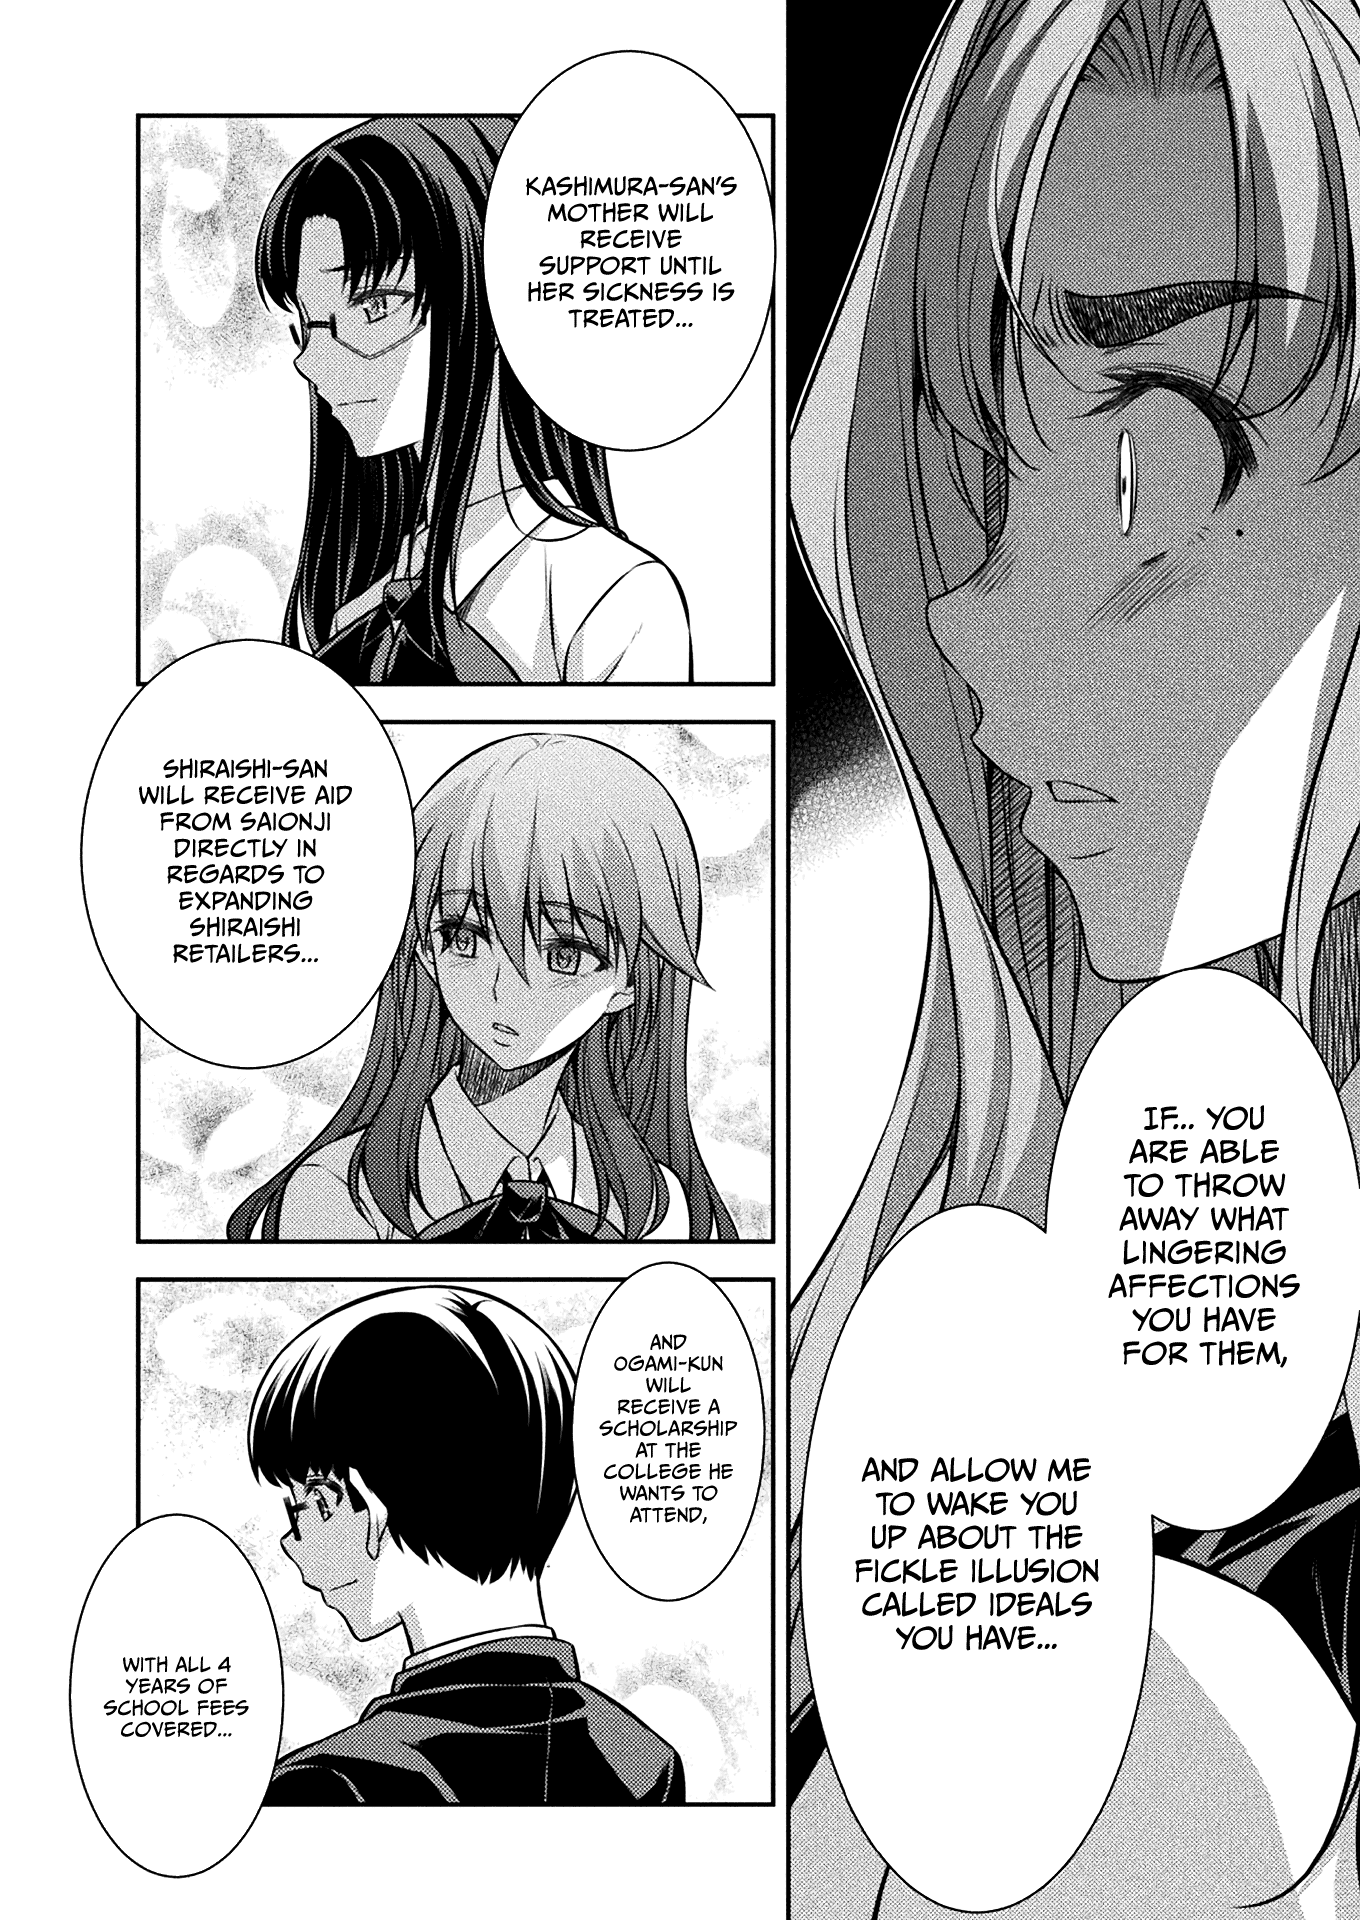 IF... YOU
ARE ABLE
TO THROW
AWAY WHAT
LINGERING
AFFECTIONS
YOU HAVE
FOR THEM,
AND ALLOW ME
TO WAKE YOU
UP ABOUT THE
FICKLE ILLUSION
CALLED IDEALS
YOU HAVE...
KASHIMURA-SAN'S
MOTHER WILL
RECEIVE
SUPPORT UNTIL
HER SICKNESS IS
TREATED...
SHIRAISHI-SAN
WILL RECEIVE AID
FROM SAIONJI
DIRECTLY IN
REGARDS TO
EXPANDING
SHIRAISHI
RETAILERS...
AND
OGAMI-KUN
WILL
RECEIVE A
SCHOLARSHIP
AT THE
COLLEGE HE
WANTS TO
ATTEND,
WITH ALL 4
YEARS OF
SCHOOL FEES
COVERED...